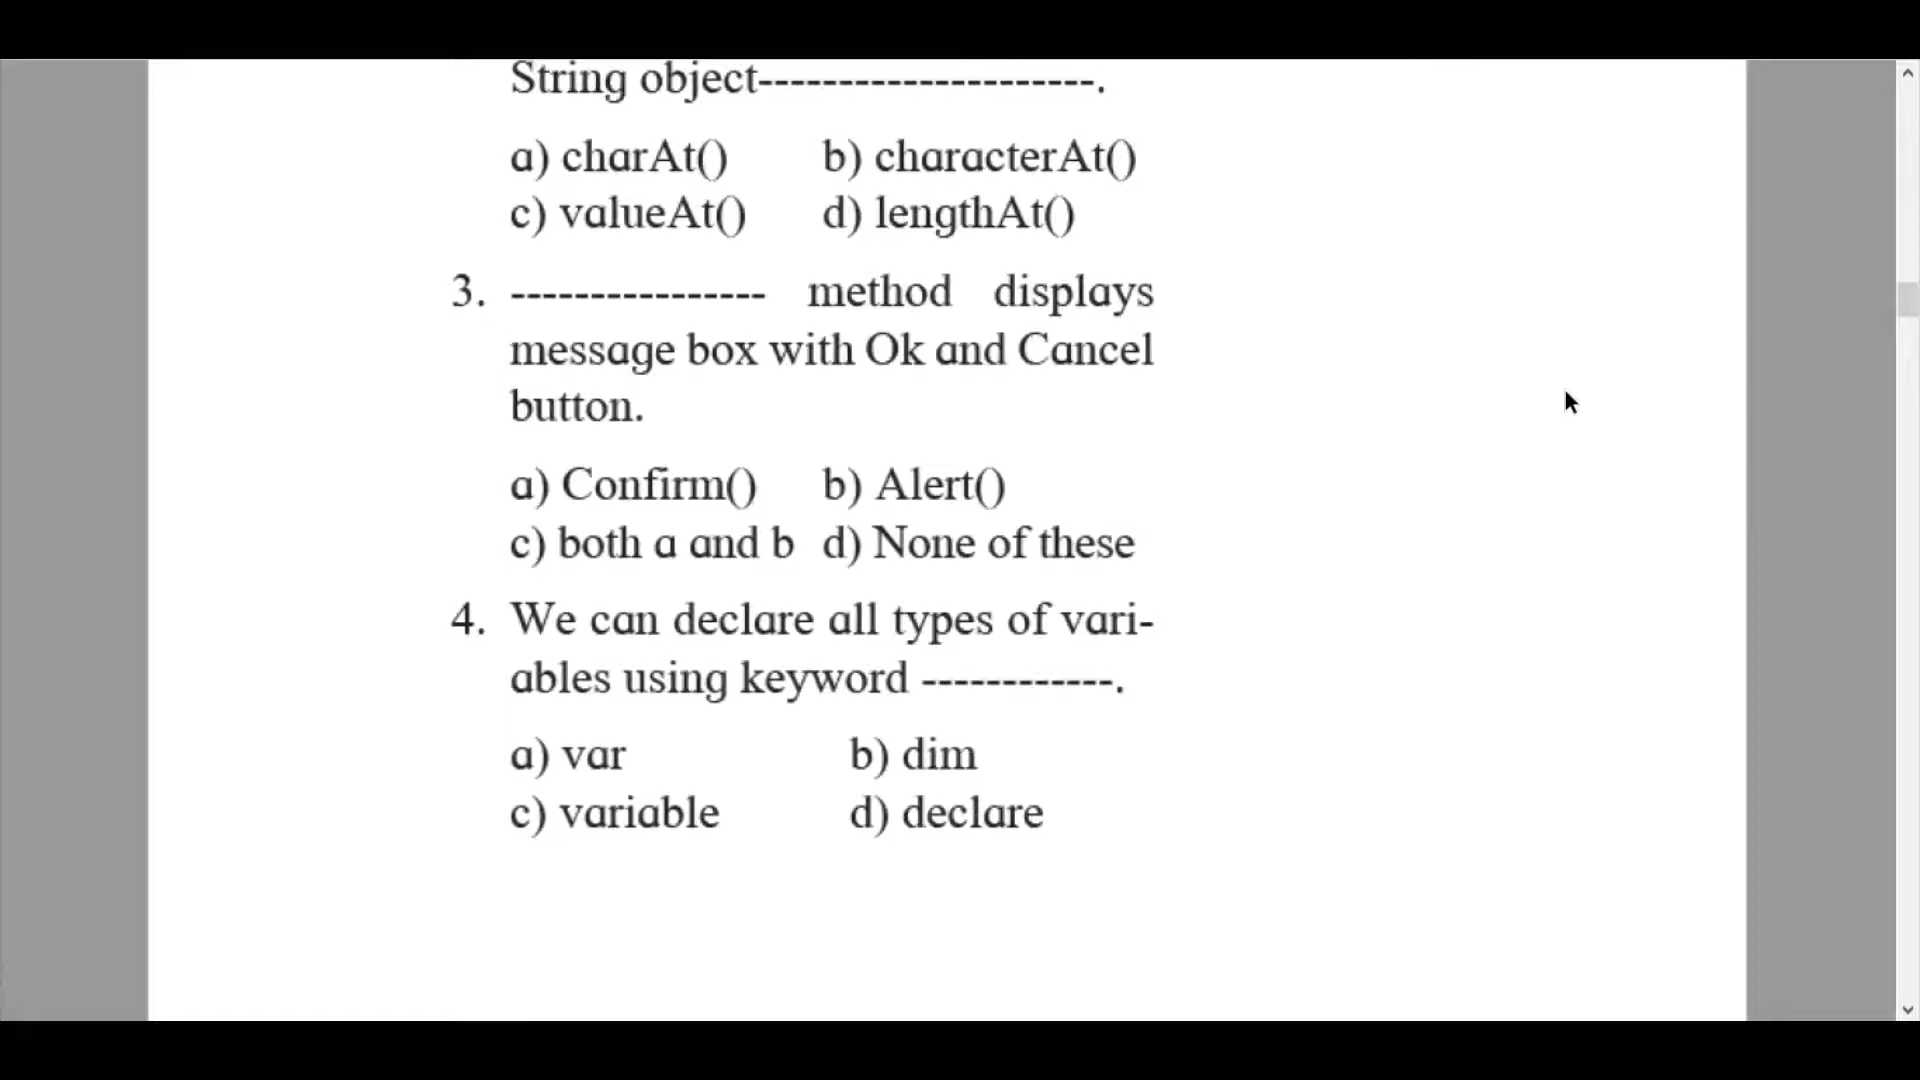 String object---------------------.
a) charAt() b) characterAt()
c) valueAt() d) lengthAt()
3. ---------------- method displays
message box with Ok and Cancel
button.
a) Confirm() b) Alert()
c) both a and b d) None of these
4. We can declare all types of vari-
ables using keyword ------------.
a) var b) dim
c) variable d) declare